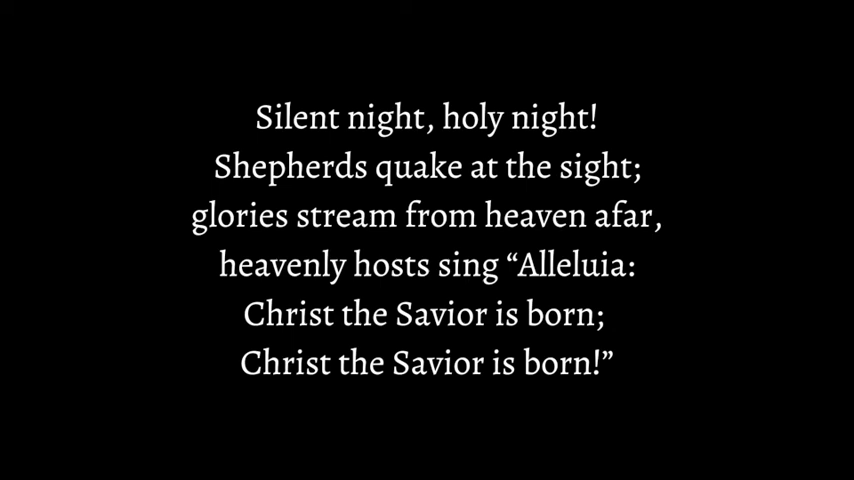 Silent night, holy night!
Shepherds quake at the sight;
glories stream from heaven afar,
heavenly hosts sing “Alleluia:
Christ the Savior is born;
Christ the Savior is born!”